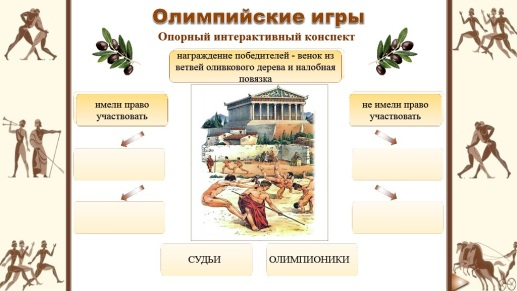 Олимпийские игры
Опорный интерактивный конспект
награждение победителей - венок из
ветвей оливкового дерева и налобная
повязка
имели право
участвовать
не имели право
участвовать
СУДЬИ
ОЛИМПИОНИКИ